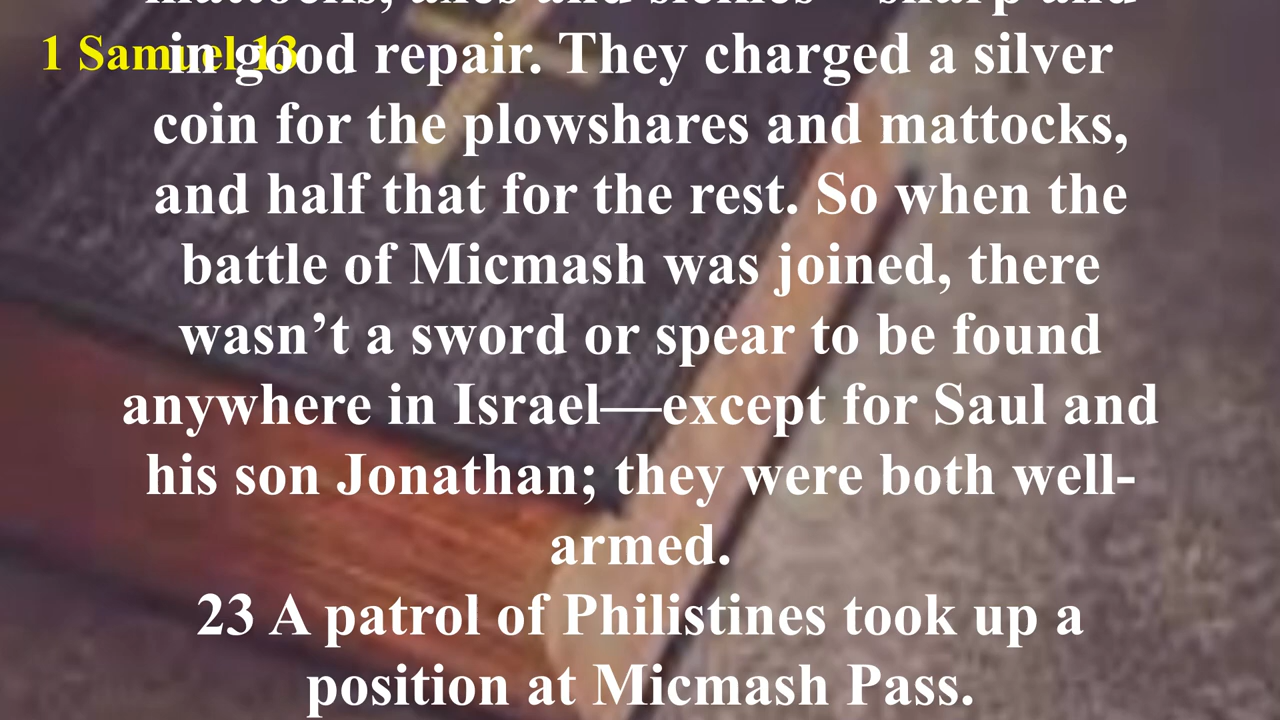 mattocks, axes and sickles—sharp and
1 Samuel 13
in good repair. They charged a silver
coin for the plowshares and mattocks,
and half that for the rest. So when the
battle of Micmash was joined, there
wasn’t a sword or spear to be found
anywhere in Israel—except for Saul and
his son Jonathan; they were both well-
armed.
23 A patrol of Philistines took up a
position at Micmash Pass.